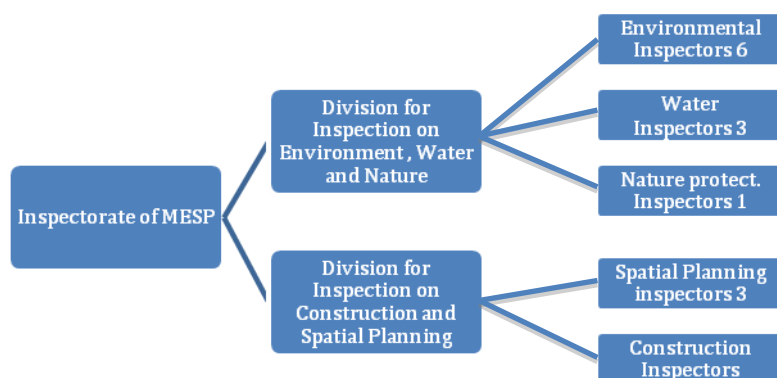 Environmental
Inspectors 6
Division for
Inspection on
Environment , Water
and Nature
Water
Inspectors 3
Nature protect.
Inspectors 1
Inspectorate of MESP
Division for
Inspection on
Construction and
Spatial Planning
Spatial Planning
inspectors 3
Construction
Inspectors